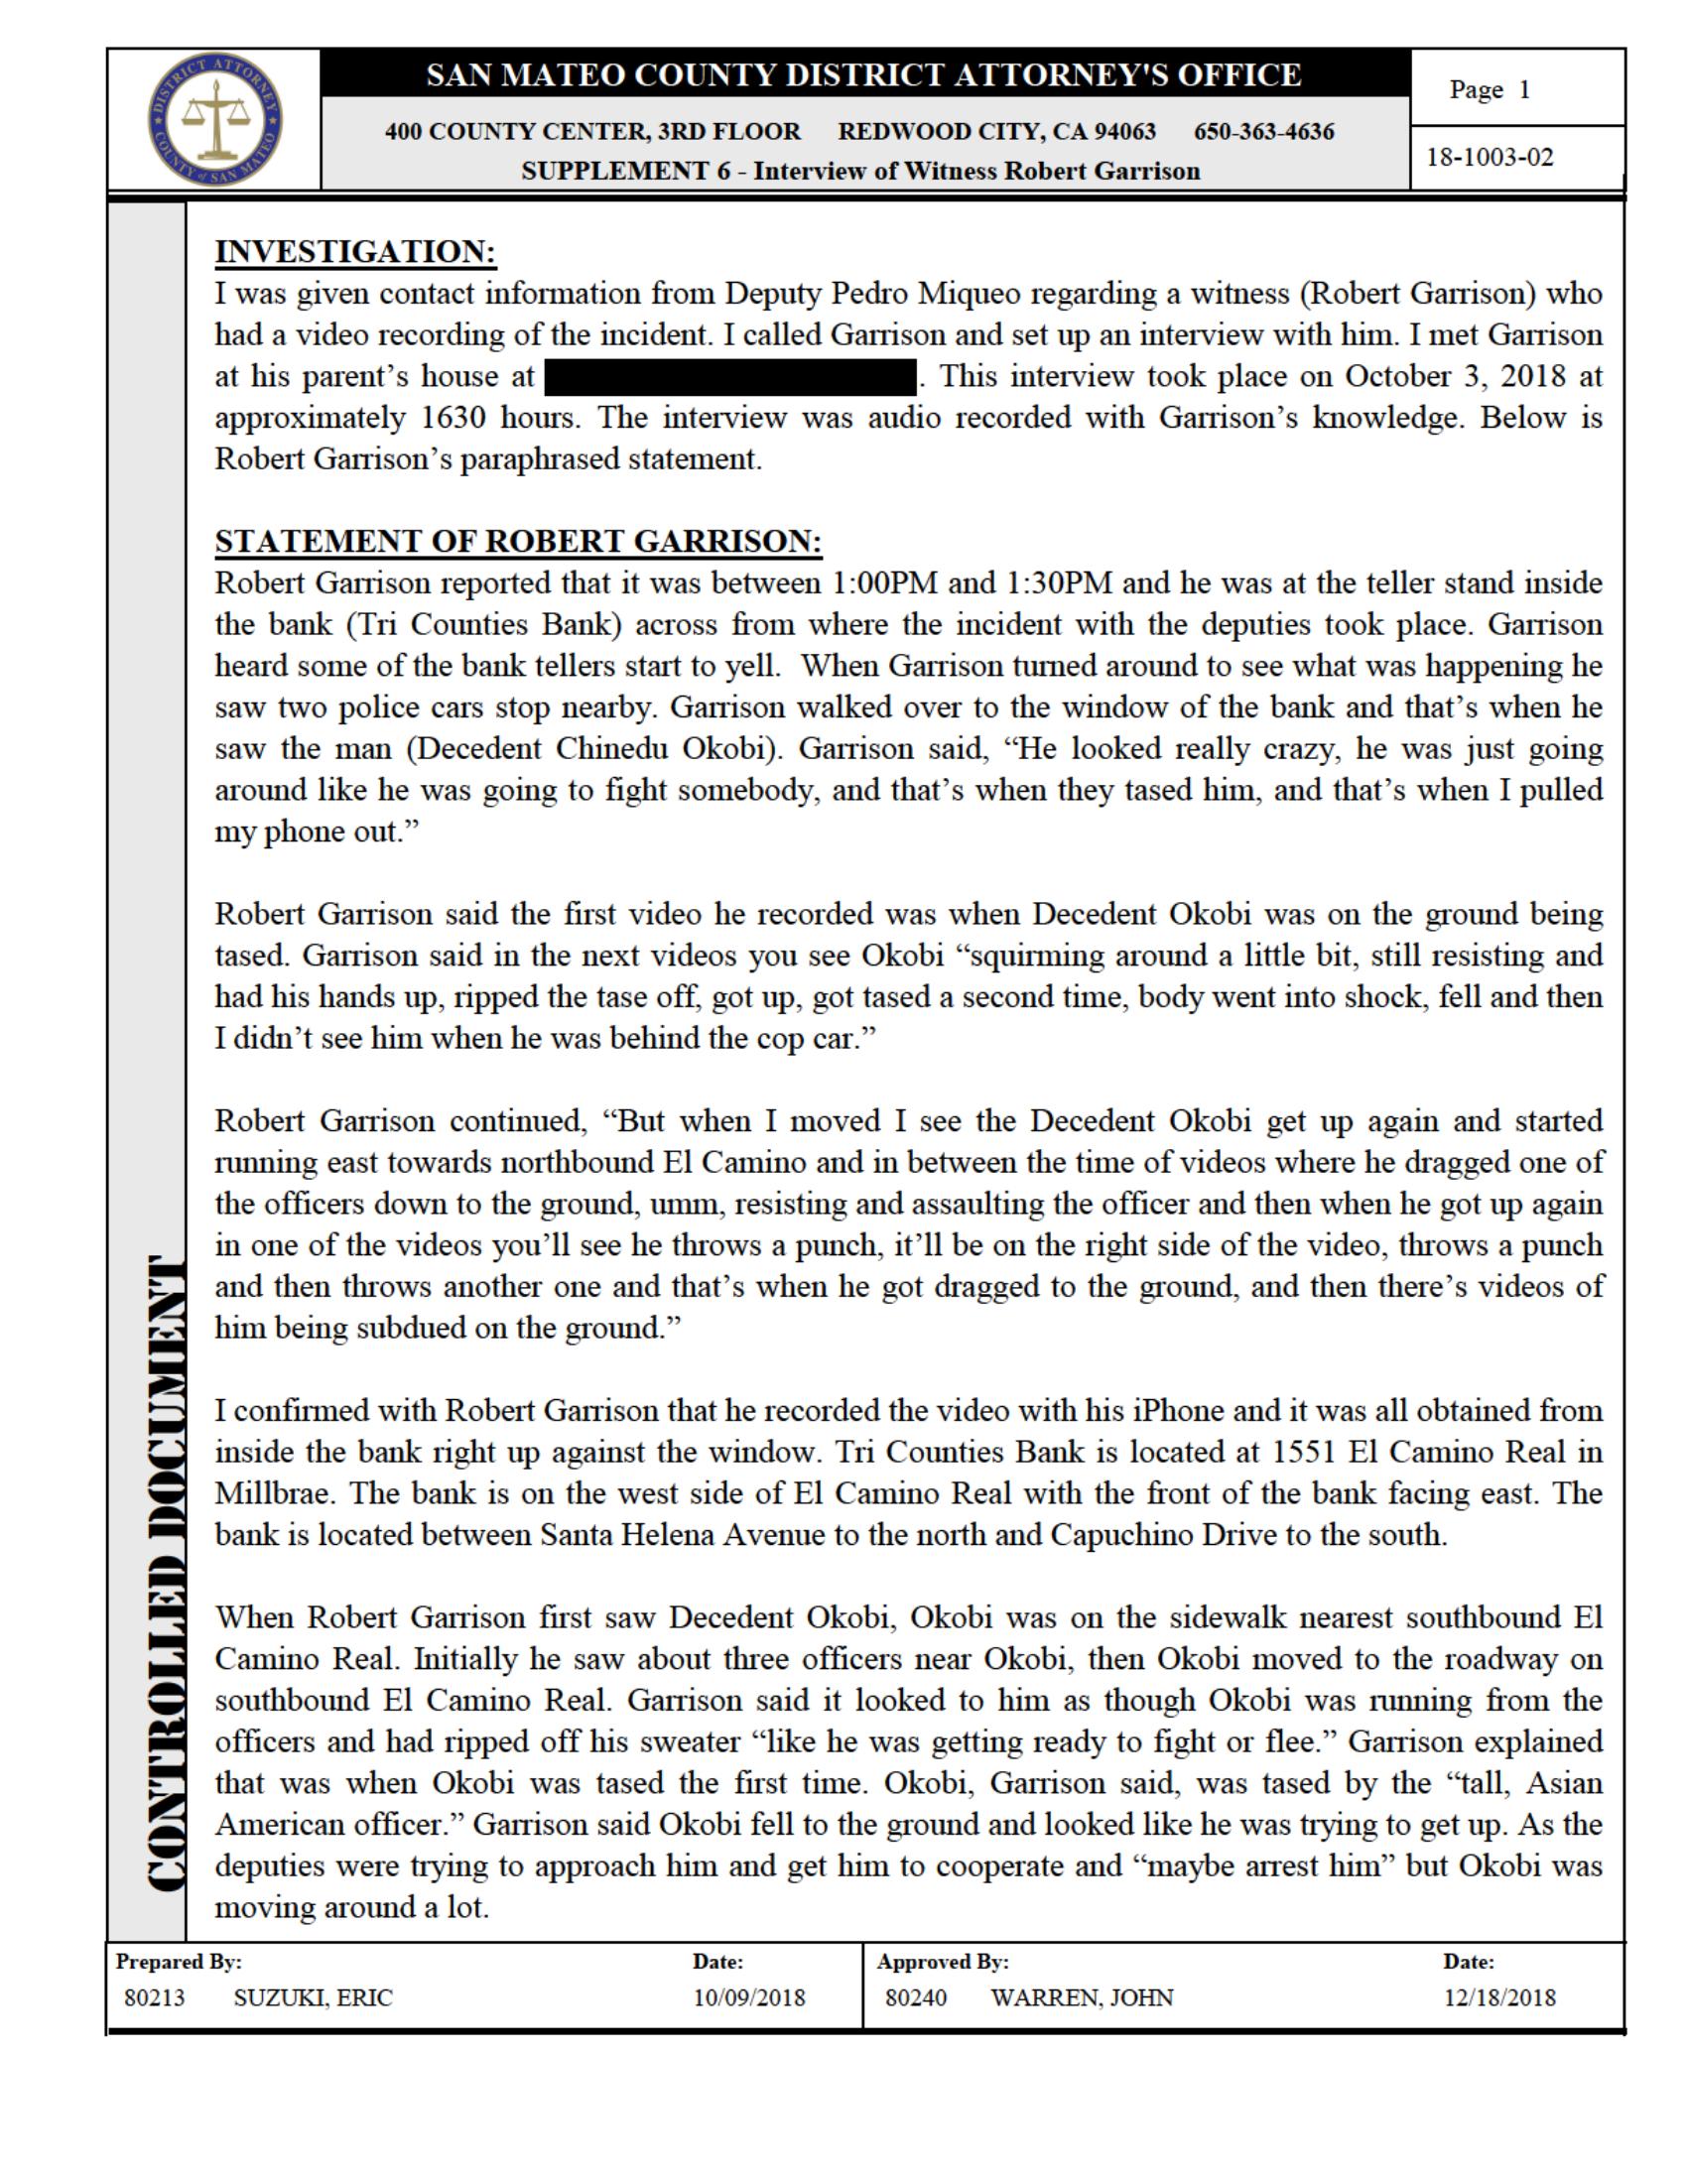 DISTRICT ATTORNEY
COUNTY of SAN MATEO
SAN MATEO COUNTY DISTRICT ATTORNEY'S OFFICE
400 COUNTY CENTER, 3RD FLOOR REDWOOD CITY, CA 94063 650-363-4636
SUPPLEMENT 6 - Interview of Witness Robert Garrison
Page 1
18-1003-02
INVESTIGATION:
I was given contact information from Deputy Pedro Miqueo regarding a witness (Robert Garrison) who
had a video recording of the incident. I called Garrison and set up an interview with him. I met Garrison
at his parent’s house at . This interview took place on October 3, 2018 at
approximately 1630 hours. The interview was audio recorded with Garrison’s knowledge. Below is
Robert Garrison’s paraphrased statement.
STATEMENT OF ROBERT GARRISON:
Robert Garrison reported that it was between 1:00PM and 1:30PM and he was at the teller stand inside
the bank (Tri Counties Bank) across from where the incident with the deputies took place. Garrison
heard some of the bank tellers start to yell. When Garrison turned around to see what was happening he
saw two police cars stop nearby. Garrison walked over to the window of the bank and that’s when he
saw the man (Decedent Chinedu Okobi). Garrison said, “He looked really crazy, he was just going
around like he was going to fight somebody, and that’s when they tased him, and that’s when I pulled
my phone out.”
Robert Garrison said the first video he recorded was when Decedent Okobi was on the ground being
tased. Garrison said in the next videos you see Okobi “squirming around a little bit, still resisting and
had his hands up, ripped the tase off, got up, got tased a second time, body went into shock, fell and then
I didn’t see him when he was behind the cop car.”
Robert Garrison continued, “But when I moved I see the Decedent Okobi get up again and started
running east towards northbound El Camino and in between the time of videos where he dragged one of
the officers down to the ground, umm, resisting and assaulting the officer and then when he got up again
in one of the videos you’ll see he throws a punch, it’ll be on the right side of the video, throws a punch
and then throws another one and that’s when he got dragged to the ground, and then there’s videos of
him being subdued on the ground.”
I confirmed with Robert Garrison that he recorded the video with his iPhone and it was all obtained from
inside the bank right up against the window. Tri Counties Bank is located at 1551 El Camino Real in
Millbrae. The bank is on the west side of El Camino Real with the front of the bank facing east. The
bank is located between Santa Helena Avenue to the north and Capuchino Drive to the south.
When Robert Garrison first saw Decedent Okobi, Okobi was on the sidewalk nearest southbound El
Camino Real. Initially he saw about three officers near Okobi, then Okobi moved to the roadway on
southbound El Camino Real. Garrison said it looked to him as though Okobi was running from the
officers and had ripped off his sweater “like he was getting ready to fight or flee.” Garrison explained
that was when Okobi was tased the first time. Okobi, Garrison said, was tased by the “tall, Asian
American officer.” Garrison said Okobi fell to the ground and looked like he was trying to get up. As the
deputies were trying to approach him and get him to cooperate and “maybe arrest him” but Okobi was
moving around a lot.
CONTROLLED DOCUMENT
Prepared By: Date: Approved By: Date:
80213 SUZUKI, ERIC 10/09/2018 80240 WARREN, JOHN 12/18/2018